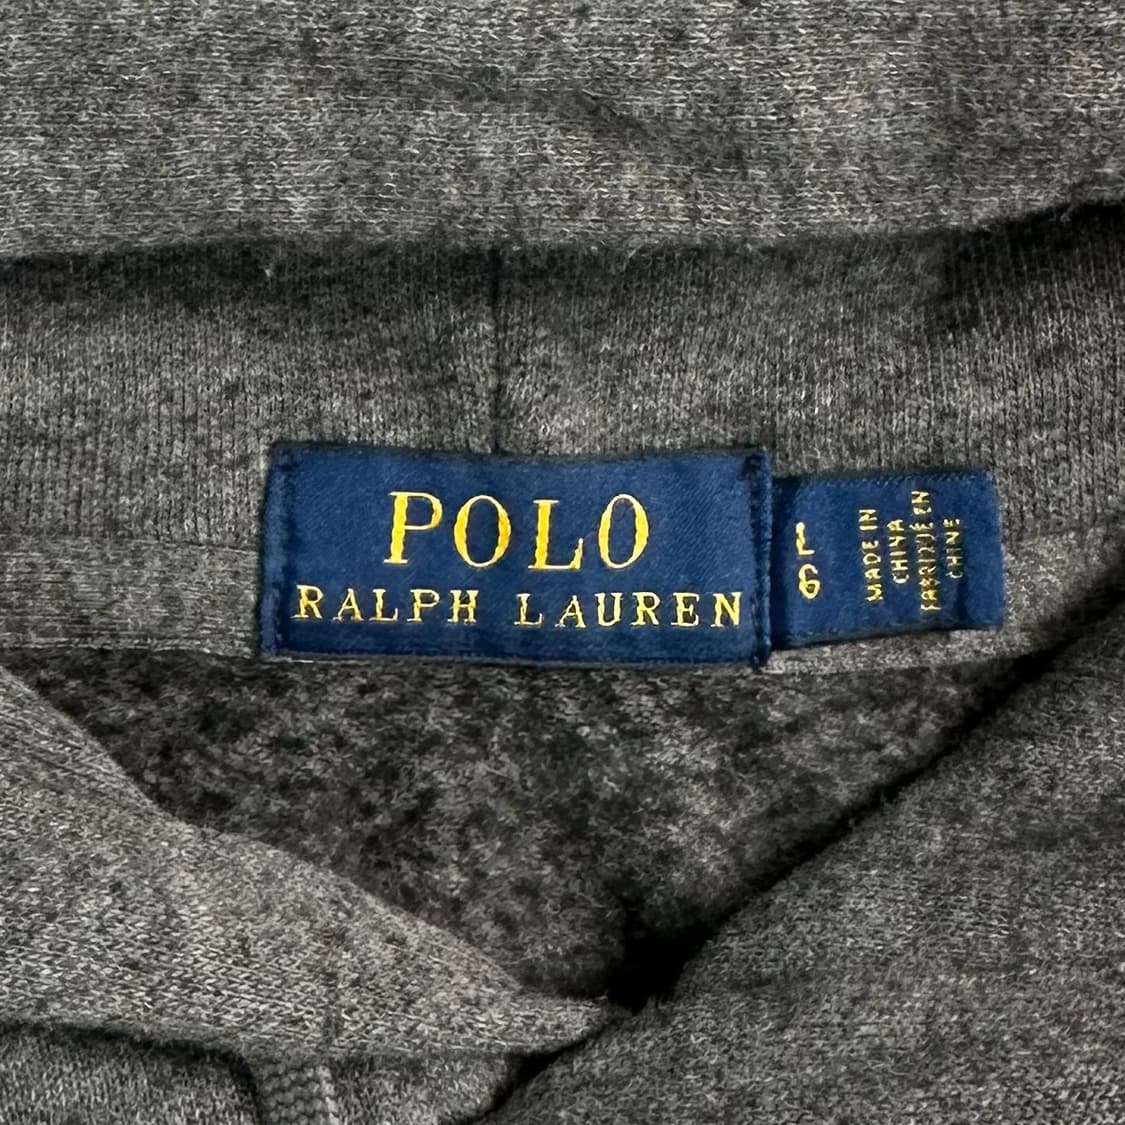 POLO
RALPH LAUREN
L
G
MADE IN
CHINA
FABRIQUÉ EN
CHINE